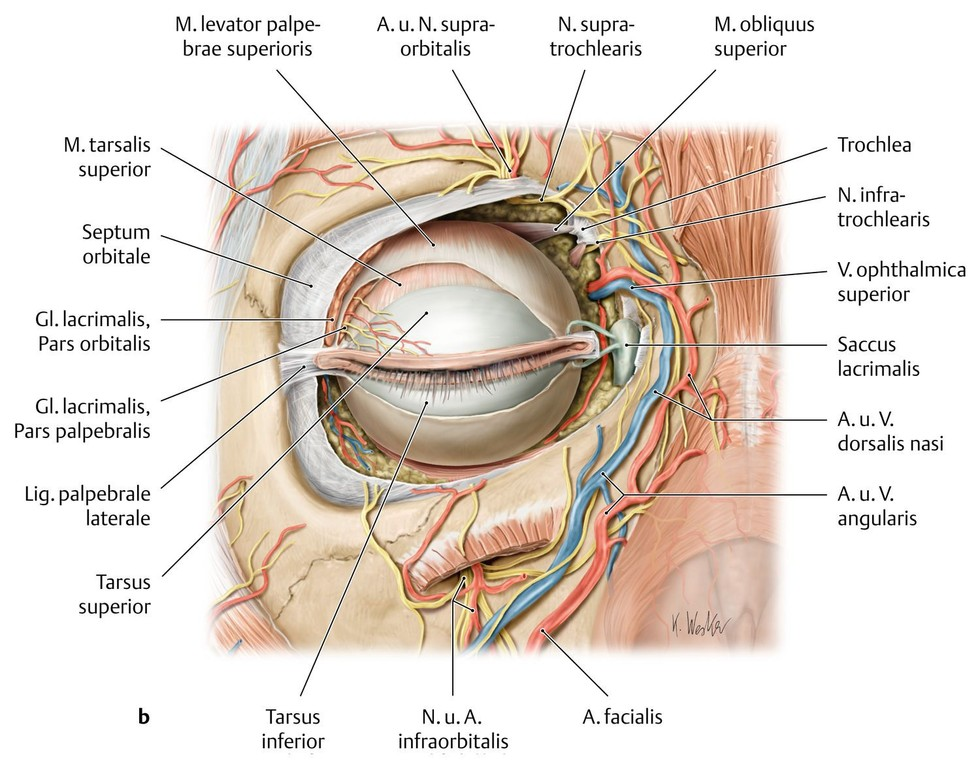 M. levator palpe-
brae superioris
A. u. N. supra-
orbitalis
N. supra-
trochlearis
M. obliquus
superior
M. tarsalis
superior
Septum
orbitale
Gl. lacrimalis,
Pars orbitalis
Gl. lacrimalis,
Pars palpebralis
Lig. palpebrale
laterale
Tarsus
superior
Trochlea
N. infra-
trochlearis
V. ophthalmica
superior
Saccus
lacrimalis
A. u. V.
dorsalis nasi
A. u. V.
angularis
K. Wesker
b
Tarsus
inferior
N. u. A.
infraorbitalis
A. facialis